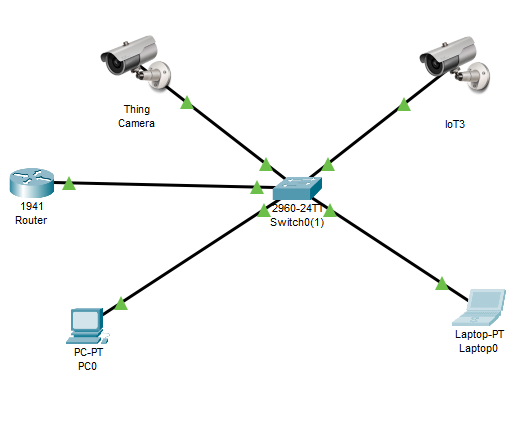 Thing
Camera
IoT3
1941
Router
2960-24TT
Switch0(1)
PC-PT
PC0
Laptop-PT
Laptop0